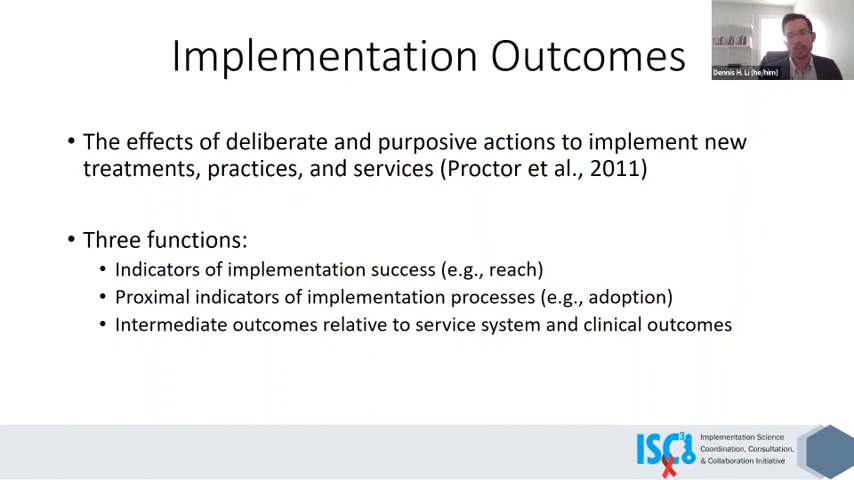 Implementation Outcomes
Dennis H. Li (he/him)
• The effects of deliberate and purposive actions to implement new
treatments, practices, and services (Proctor et al., 2011)
• Three functions:
• Indicators of implementation success (e.g., reach)
• Proximal indicators of implementation processes (e.g., adoption)
• Intermediate outcomes relative to service system and clinical outcomes
ISC3I
Implementation Science
Coordination, Consultation,
& Collaboration Initiative